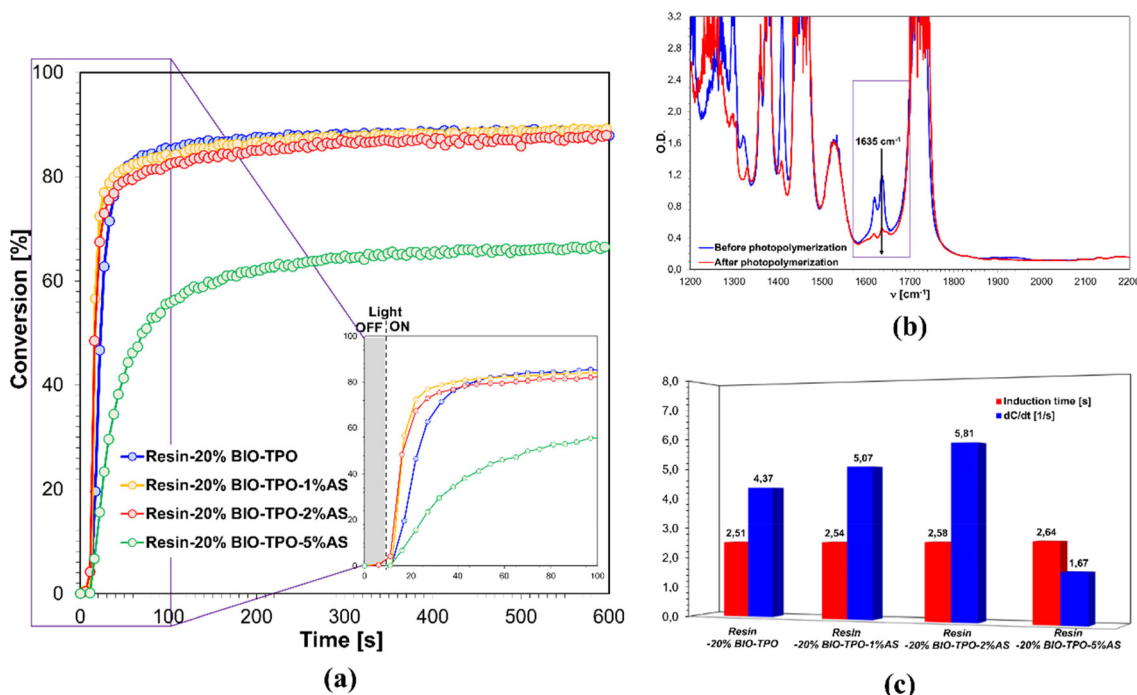 100
80
60
40
20
0
Conversion [%]
0 100 200 300 400 500 600
Time [s]
Resin-20% BIO-TPO
Resin-20% BIO-TPO-1%AS
Resin-20% BIO-TPO-2%AS
Resin-20% BIO-TPO-5%AS
Light
OFF ON
100
80
60
40
20
0
0 20 40 60 80 100
(a)
3,6
3,2
2,8
2,4
2,0
1,6
1,2
0,8
0,4
0,0
O.D.
1635 cm⁻¹
Before photopolymerization
After photopolymerization
1200 1300 1400 1500 1600 1700 1800 1900 2000 2100 2200
ν [cm⁻¹]
(b)
8,0
7,0
6,0
5,0
4,0
3,0
2,0
1,0
0,0
Induction time [s]
dC/dt [1/s]
2,51 4,37 2,54 5,07 2,58 5,81 2,64 1,67
Resin Resin Resin Resin
-20% BIO-TPO -20% BIO-TPO-1%AS -20% BIO-TPO-2%AS -20% BIO-TPO-5%AS
(c)